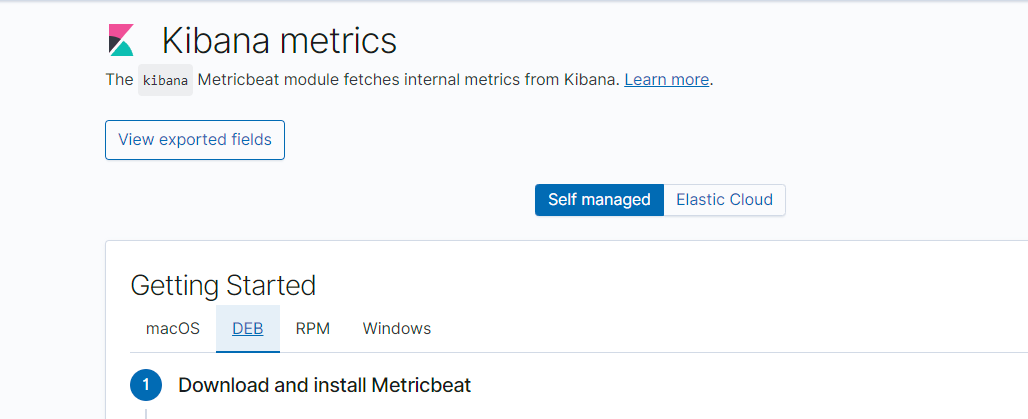 Kibana metrics
The kibana Metricbeat module fetches internal metrics from Kibana. Learn more.
View exported fields
Self managed Elastic Cloud
Getting Started
macOS DEB RPM Windows
1 Download and install Metricbeat